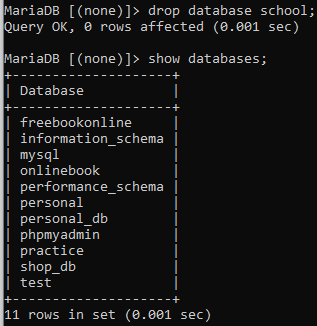 MariaDB [(none)]> drop database school;
Query OK, 0 rows affected (0.001 sec)

MariaDB [(none)]> show databases;
+--------------------+
| Database           |
+--------------------+
| freebookonline     |
| information_schema |
| mysql              |
| onlinebook         |
| performance_schema |
| personal           |
| personal_db        |
| phpmyadmin         |
| practice           |
| shop_db            |
| test               |
+--------------------+
11 rows in set (0.001 sec)